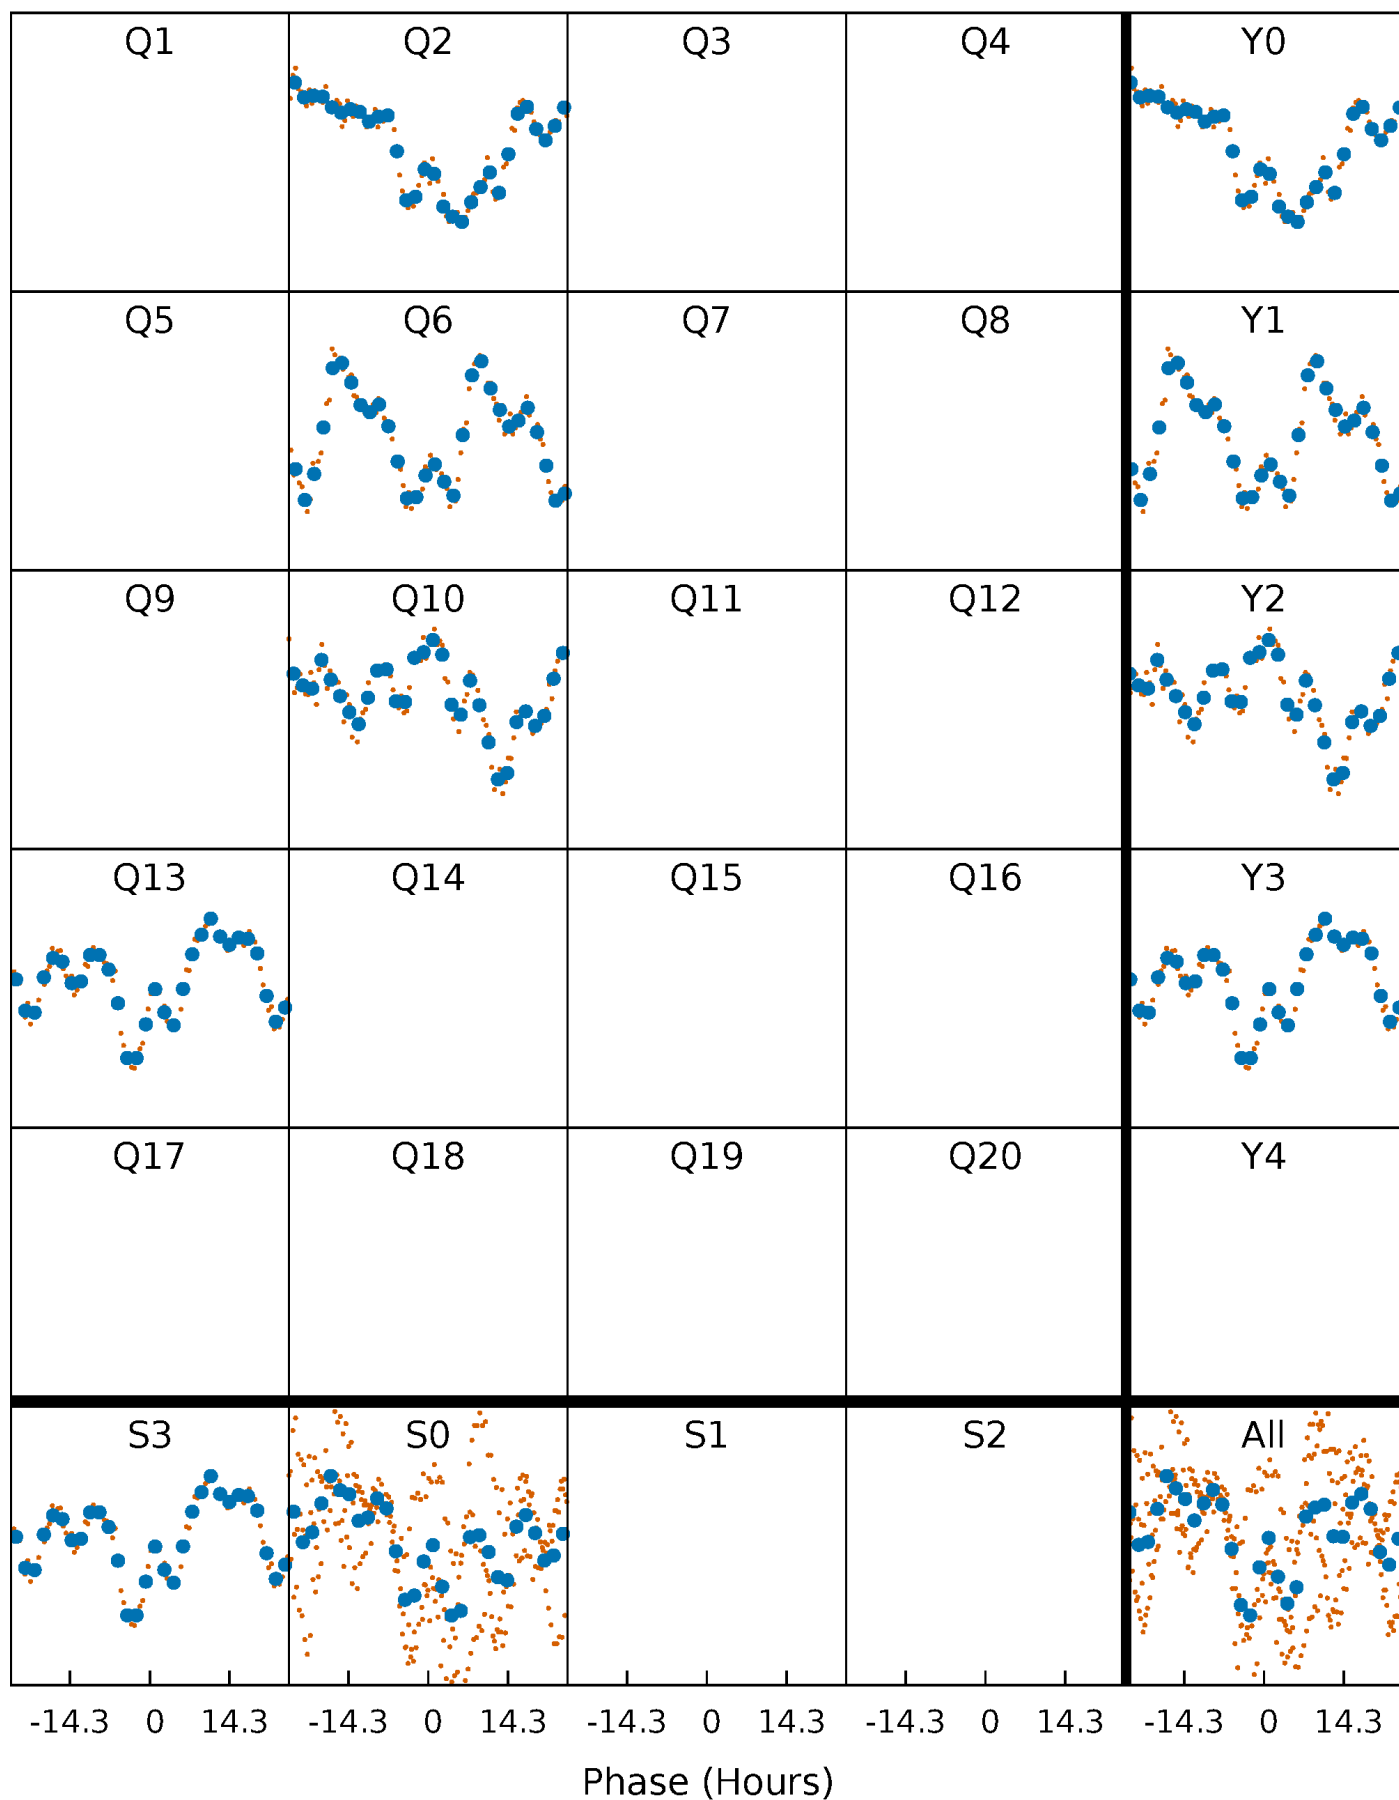 Q1 Q2 Q3 Q4 Y0
Q5 Q6 Q7 Q8 Y1
Q9 Q10 Q11 Q12 Y2
Q13 Q14 Q15 Q16 Y3
Q17 Q18 Q19 Q20 Y4
S3 S0 S1 S2 All
-14.3 0 14.3 -14.3 0 14.3 -14.3 0 14.3 -14.3 0 14.3 -14.3 0 14.3
Phase (Hours)